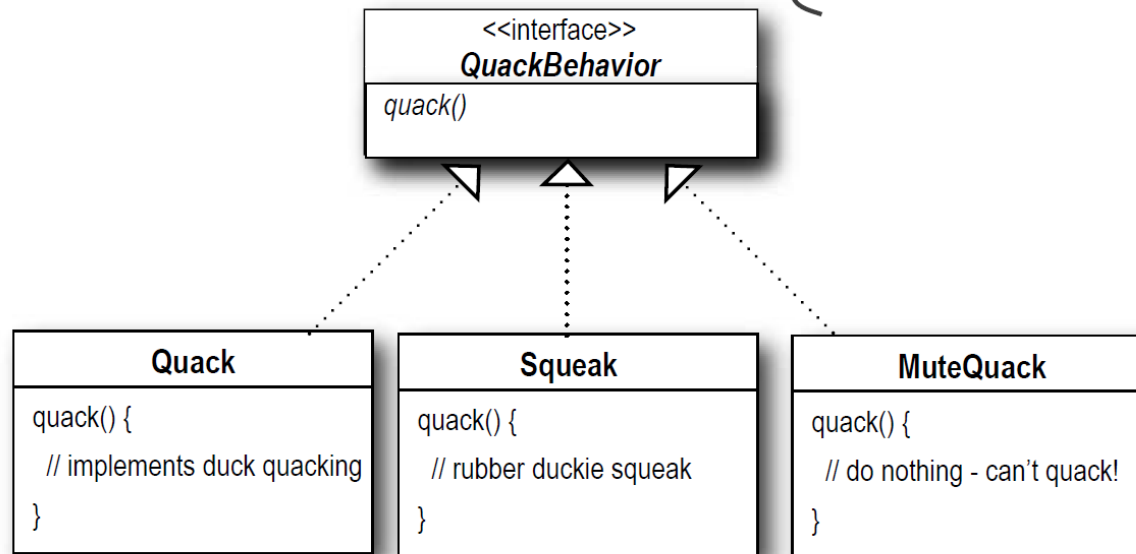 <<interface>>
QuackBehavior
quack()
Quack
quack() {
// implements duck quacking
}
Squeak
quack() {
// rubber duckie squeak
}
MuteQuack
quack() {
// do nothing - can’t quack!
}